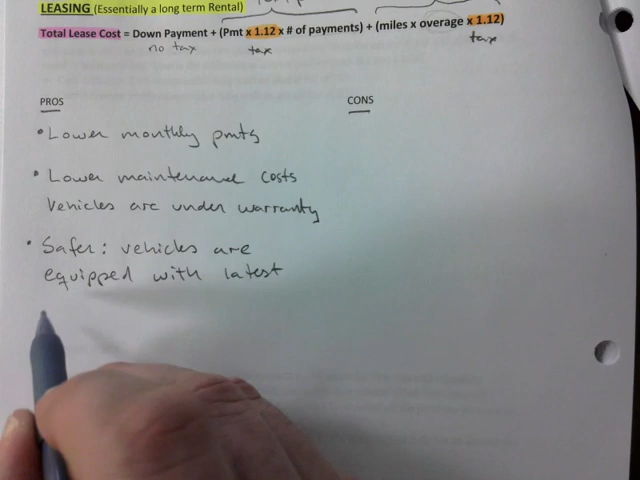 LEASING (Essentially a long term Rental)
Total Lease Cost = Down Payment + (Pmt x 1.12 x # of payments) + (miles x overage x 1.12)
no tax tax tax
PROS CONS
• Lower monthly pmts
• Lower maintenance costs
Vehicles are under warranty
• Safer: vehicles are
equipped with latest